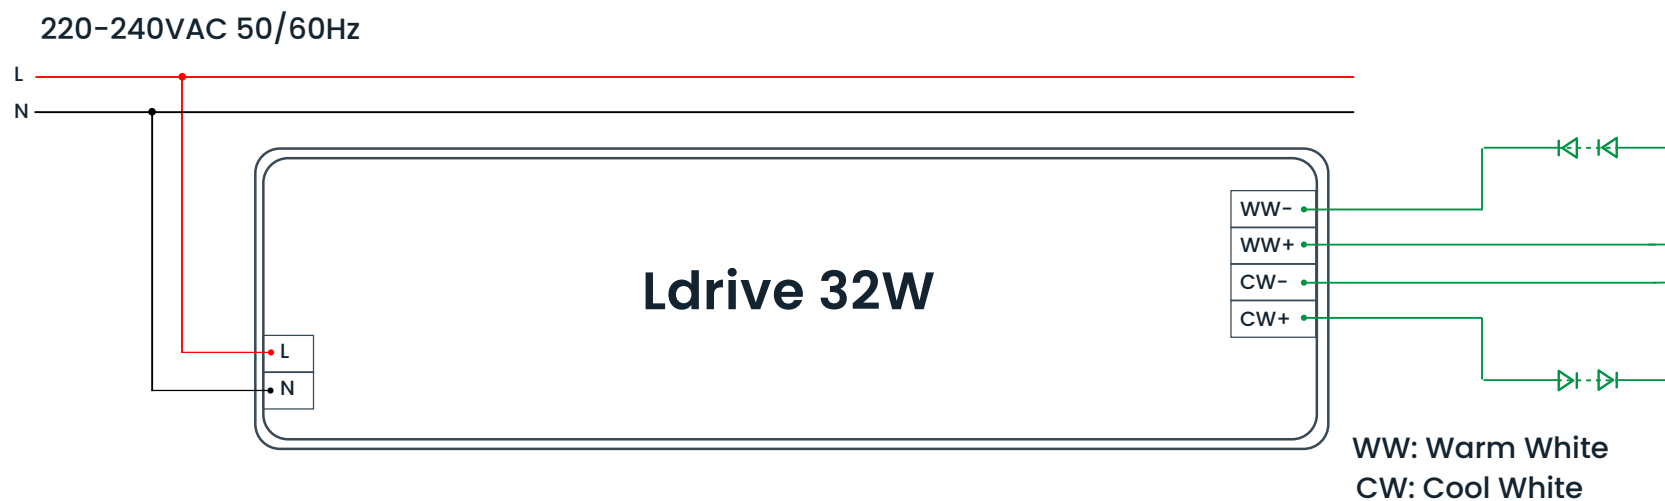 220-240VAC 50/60Hz
L
N
WW-
WW+
CW-
CW+
Ldrive 32W
L
N
WW: Warm White
CW: Cool White